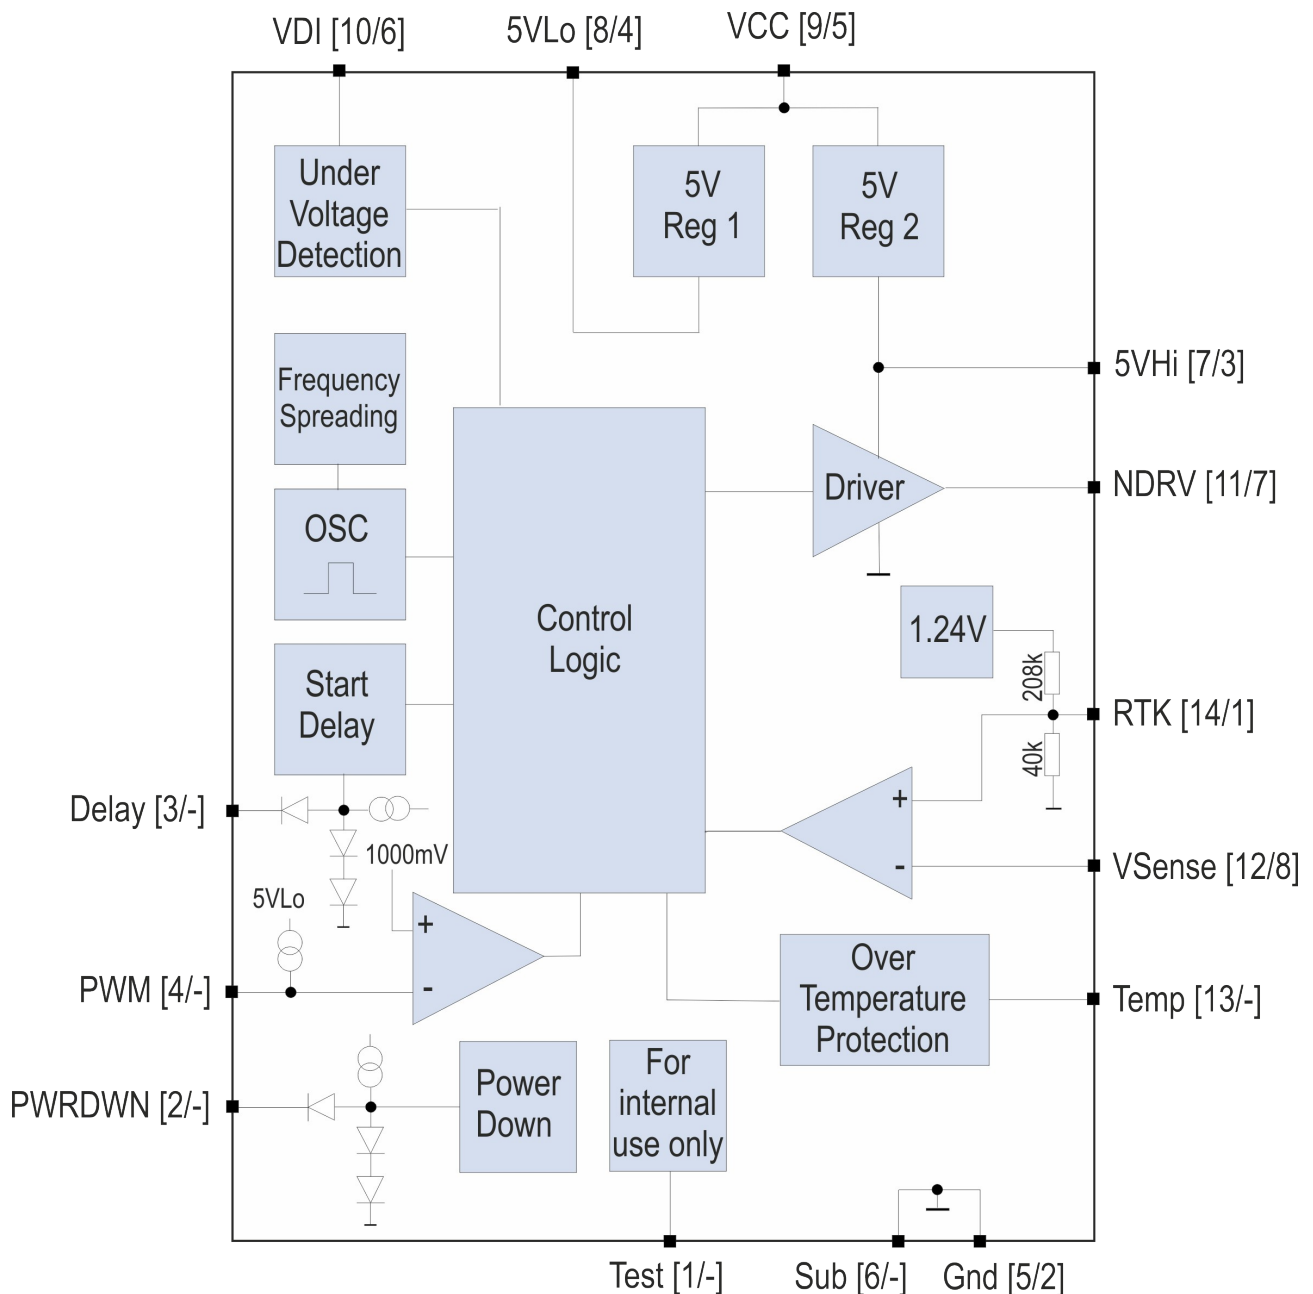 VDI [10/6]
5VLo [8/4]
VCC [9/5]
Under
Voltage
Detection
5V
Reg 1
5V
Reg 2
Frequency
Spreading
5VHi [7/3]
Driver
NDRV [11/7]
OSC
Control
Logic
1.24V
208k
Start
Delay
RTK [14/1]
40k
Delay [3/-]
+
-
1000mV
VSense [12/8]
5VLo
+
-
PWM [4/-]
Over
Temperature
Protection
Temp [13/-]
PWRDWN [2/-]
Power
Down
For
internal
use only
Test [1/-]
Sub [6/-]
Gnd [5/2]